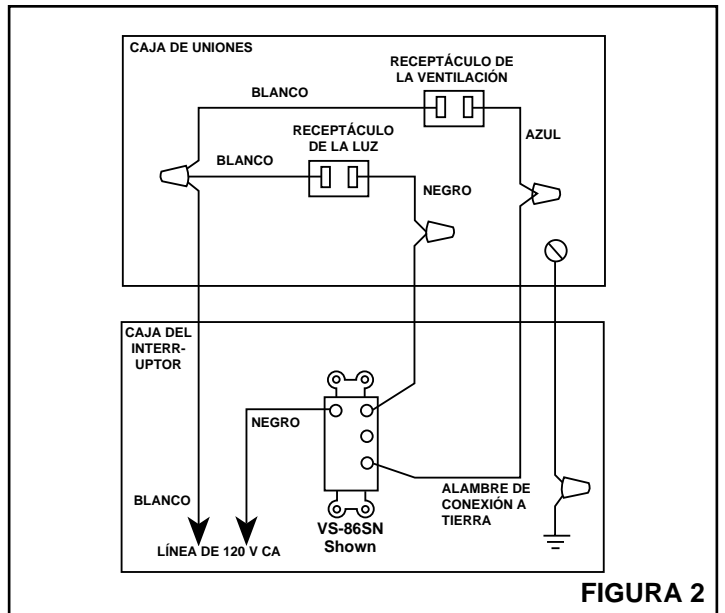 CAJA DE UNIONES
RECEPTÁCULO DE
LA VENTILACIÓN
BLANCO
AZUL
RECEPTÁCULO
DE LA LUZ
BLANCO
NEGRO
CAJA DEL
INTERR-
UPTOR
NEGRO
BLANCO
ALAMBRE DE
CONEXIÓN A
TIERRA
VS-86SN
Shown
LÍNEA DE 120 V CA
FIGURA 2